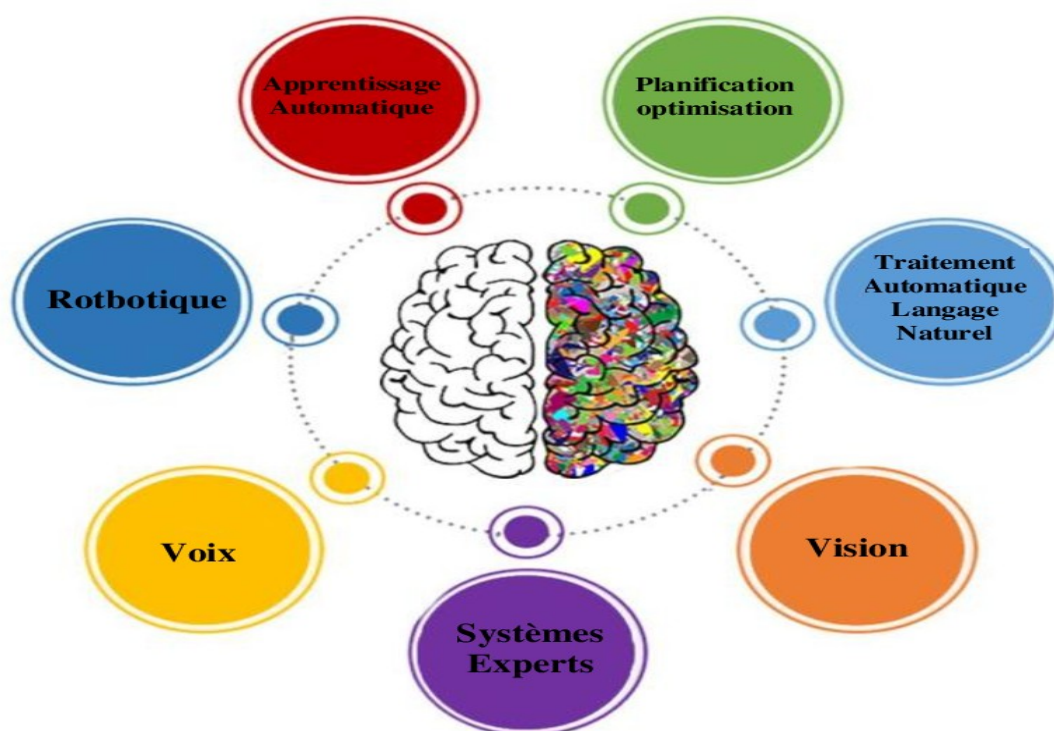 Apprentissage
Automatique
Planification
optimisation
Rotbotique
Traitement
Automatique
Langage
Naturel
Voix
Vision
Systèmes
Experts